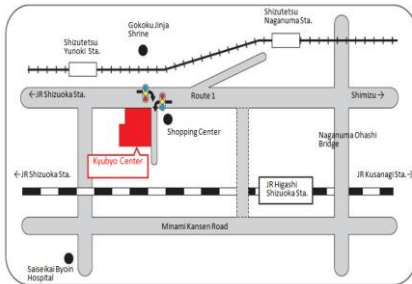 Shizutetsu
Naganuma Sta.
Gokoku Jinja
Shrine
Shizutetsu
Yunoki Sta.
←JR Shizuoka Sta.
Route 1
Shimizu→
Shopping Center
Naganuma Ohashi
Bridge
Kyubyo Center
←JR Shizuoka Sta.
JR Higashi
Shizuoka Sta.
JR Kusanagi Sta.→
Minami Kansen Road
Saiseikai Byoin
Hospital